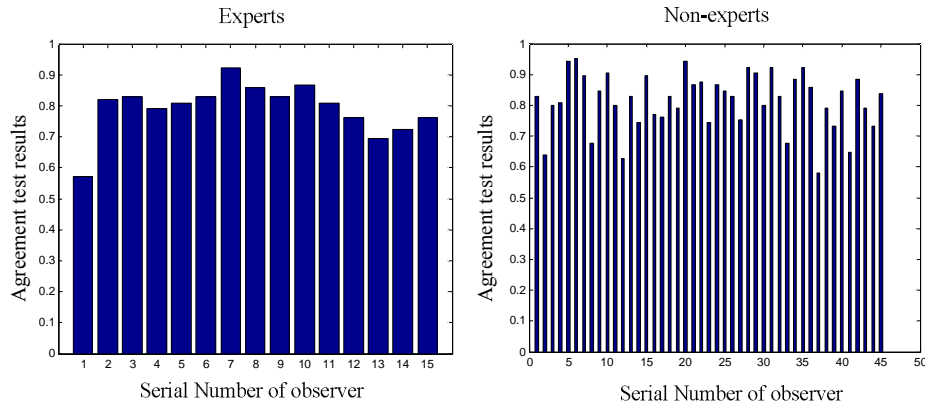 Experts
Agreement test results
1
0.9
0.8
0.7
0.6
0.5
0.4
0.3
0.2
0.1
0
1 2 3 4 5 6 7 8 9 10 11 12 13 14 15
Serial Number of observer
Non-experts
Agreement test results
1
0.9
0.8
0.7
0.6
0.5
0.4
0.3
0.2
0.1
0
0 5 10 15 20 25 30 35 40 45 50
Serial Number of observer